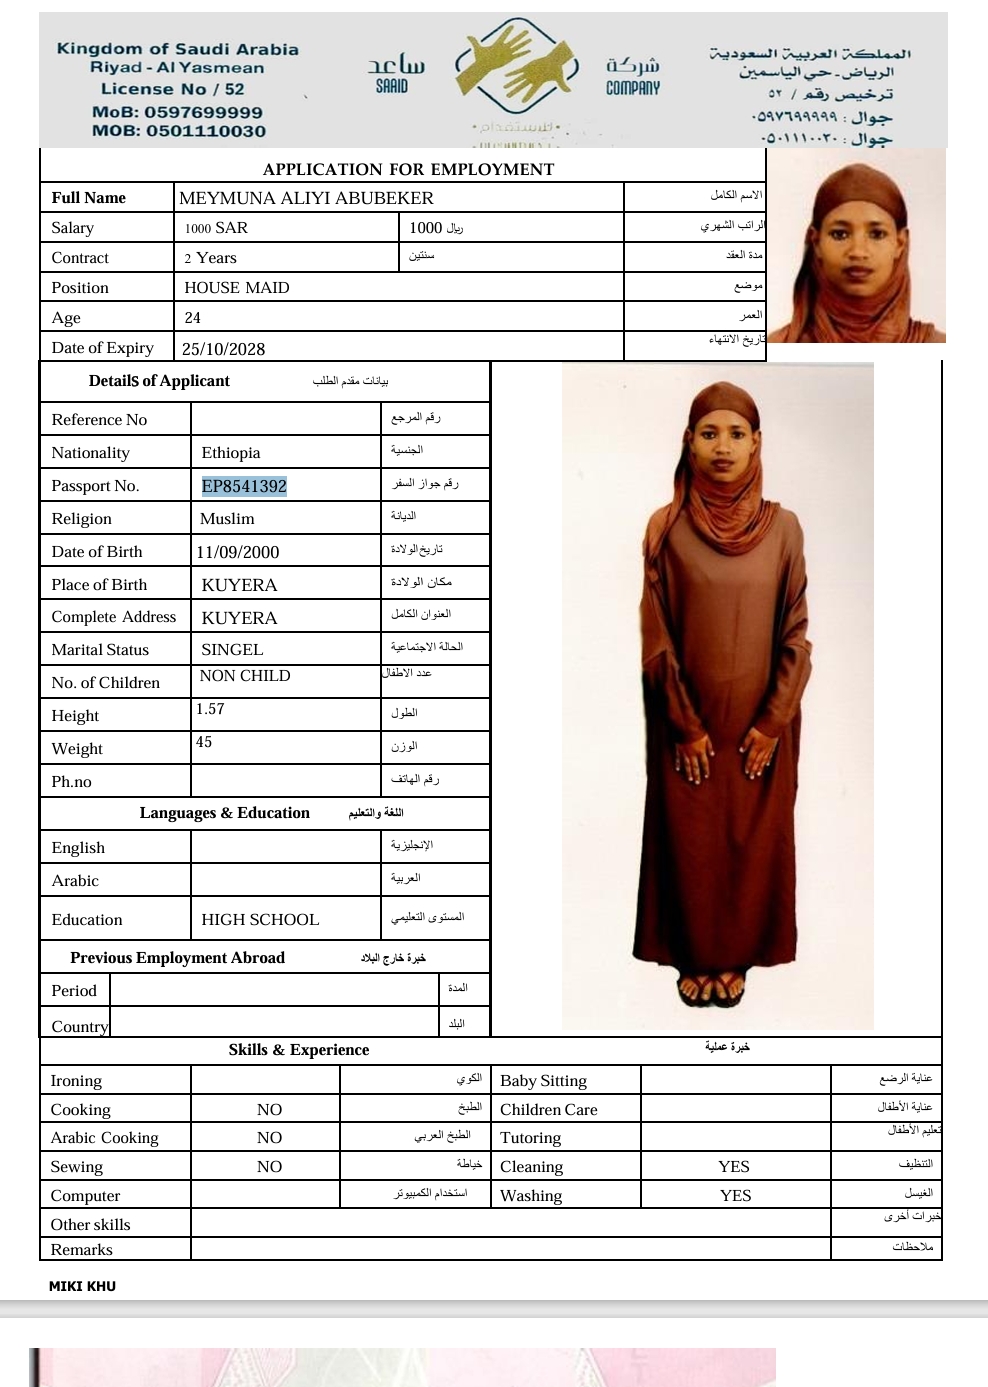 Kingdom of Saudi Arabia
Riyad - Al Yasmean
License No / 52
MoB: 0597699999
MOB: 0501110030
ساعد
SAAID
شركة
COMPANY
للاستقدام
المملكة العربية السعودية
الرياض - حي الياسمين
ترخيص رقم / ٥٢
جوال : ٠٥٩٧٦٩٩٩٩٩
جوال : ٠٥٠١١١٠٠٣٠
APPLICATION FOR EMPLOYMENT
Full Name MEYMUNA ALIYI ABUBEKER الاسم الكامل
Salary 1000 SAR 1000 ريال الراتب الشهري
Contract 2 Years سنتين مدة العقد
Position HOUSE MAID موضع
Age 24 العمر
Date of Expiry 25/10/2028 تاريخ الانتهاء
Details of Applicant بيانات مقدم الطلب
Reference No رقم المرجع
Nationality Ethiopia الجنسية
Passport No. EP8541392 رقم جواز السفر
Religion Muslim الديانة
Date of Birth 11/09/2000 تاريخ الولادة
Place of Birth KUYERA مكان الولادة
Complete Address KUYERA العنوان الكامل
Marital Status SINGEL الحالة الاجتماعية
No. of Children NON CHILD عدد الاطفال
Height 1.57 الطول
Weight 45 الوزن
Ph.no رقم الهاتف
Languages & Education اللغة والتعليم
English الإنجليزية
Arabic العربية
Education HIGH SCHOOL المستوى التعليمي
Previous Employment Abroad خبرة خارج البلاد
Period المدة
Country البلد
Skills & Experience خبرة عملية
Ironing الكوي Baby Sitting عناية الرضع
Cooking NO الطبخ Children Care عناية الأطفال
Arabic Cooking NO الطبخ العربي Tutoring تعليم الأطفال
Sewing NO خياطة Cleaning YES التنظيف
Computer استخدام الكمبيوتر Washing YES الغيسل
Other skills خبرات أخرى
Remarks ملاحظات
MIKI KHU